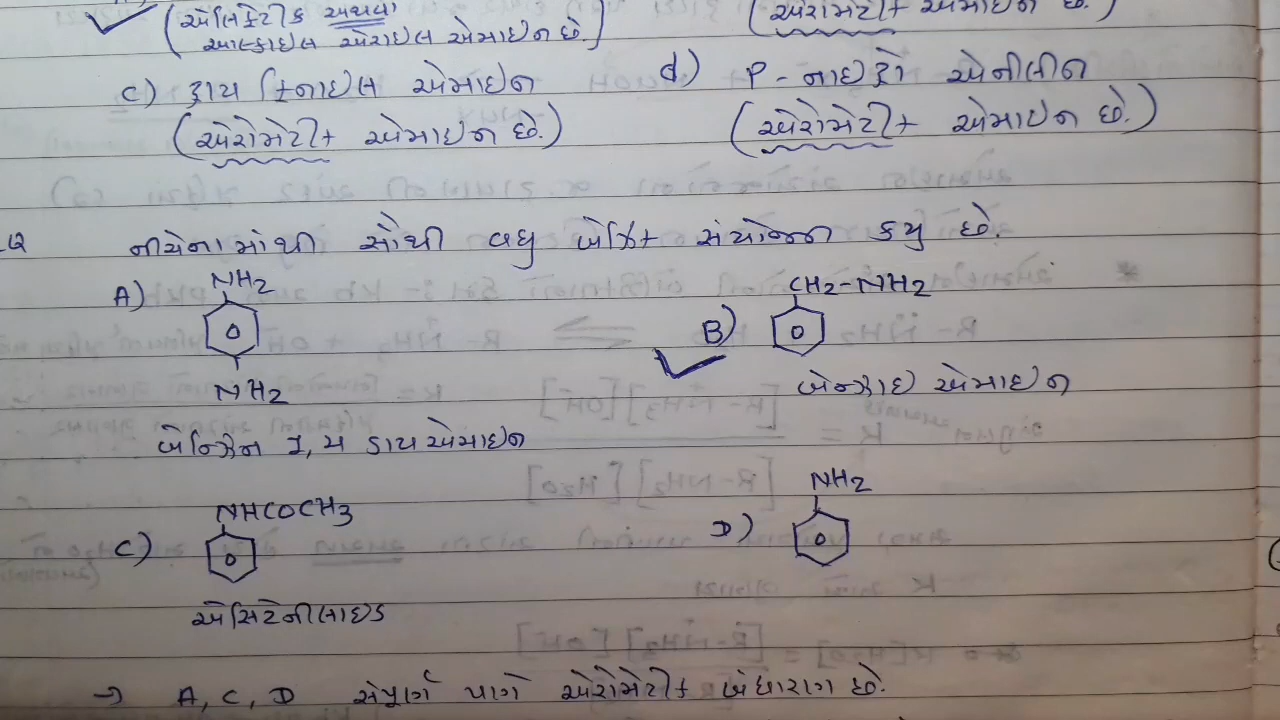 (એલિફેટીક અથવા
આલ્કાઇલ એરાઇલ એમાઇન છે.)
(એરોમેટીક એમાઇન છે.)
c) ડ્રાય ફિનાઇલ એમાઇન
d) P - નાઇટ્રો એનીલીન
(એરોમેટીક એમાઇન છે.)
(એરોમેટીક એમાઇન છે.)
નીચેનામાંથી સૌથી વધુ બેઝિક સંયોજન કયુ છે.
A)
NH2
NH2
બેન્ઝિન 1, 4 ડાય એમાઇન
B)
CH2-NH2
બેન્ઝાઇ એમાઇન
C)
NHCOCH3
એસિટેનીલાઇડ
D)
NH2
→ A, C, D સંપૂર્ણ પણે એરોમેટીક બંધારણ છે.